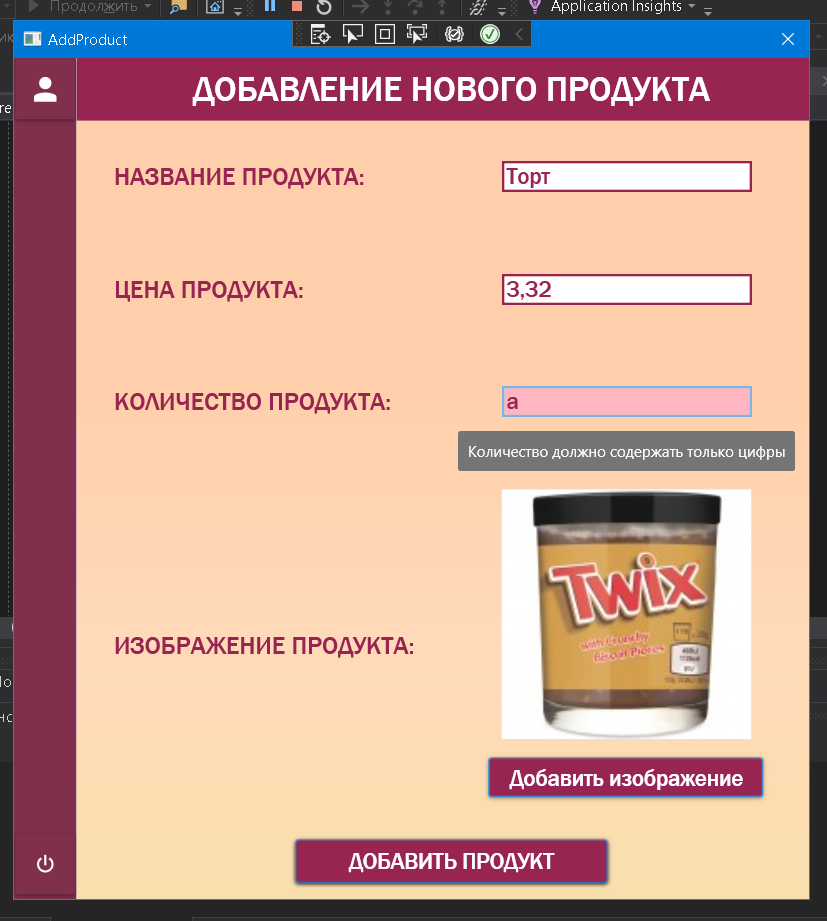 Продолжить
Application Insights
AddProduct
ДОБАВЛЕНИЕ НОВОГО ПРОДУКТА
НАЗВАНИЕ ПРОДУКТА:
Торт
ЦЕНА ПРОДУКТА:
3,32
КОЛИЧЕСТВО ПРОДУКТА:
а
Количество должно содержать только цифры
TWIX
with Crunchy
Biscuit Pieces
ИЗОБРАЖЕНИЕ ПРОДУКТА:
Добавить изображение
ДОБАВИТЬ ПРОДУКТ